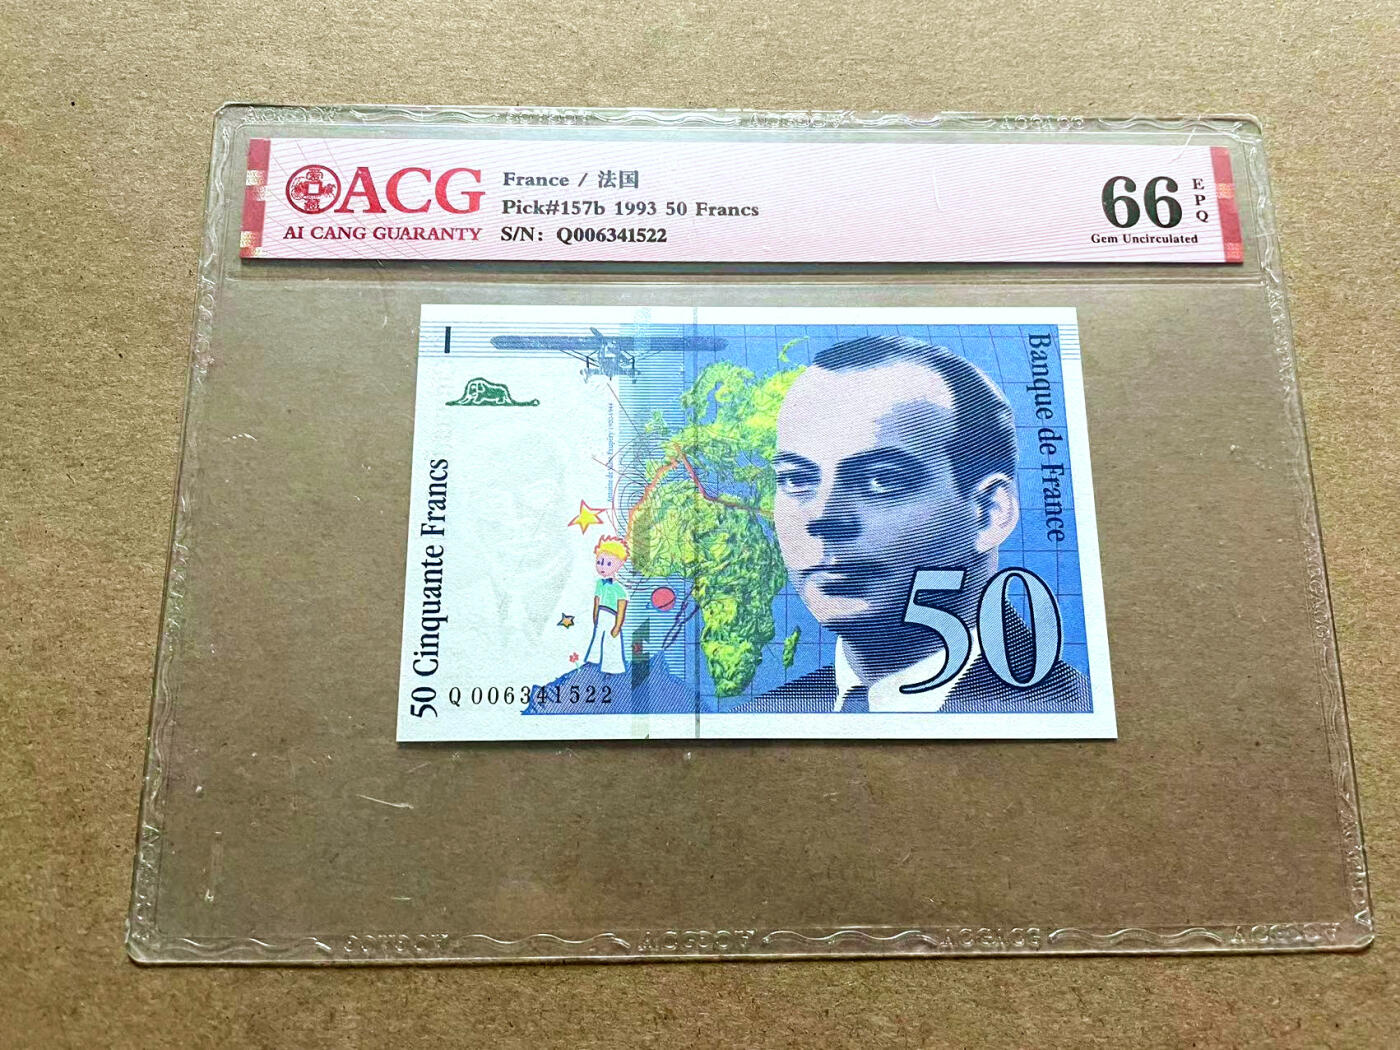 ACG
AI CANG GUARANTY
France / 法国
Pick#157b 1993 50 Francs
S/N: Q006341522
66
EPQ
Gem Uncirculated
50 Cinquante Francs
Q 006341522
Banque de France
50
ACGACG